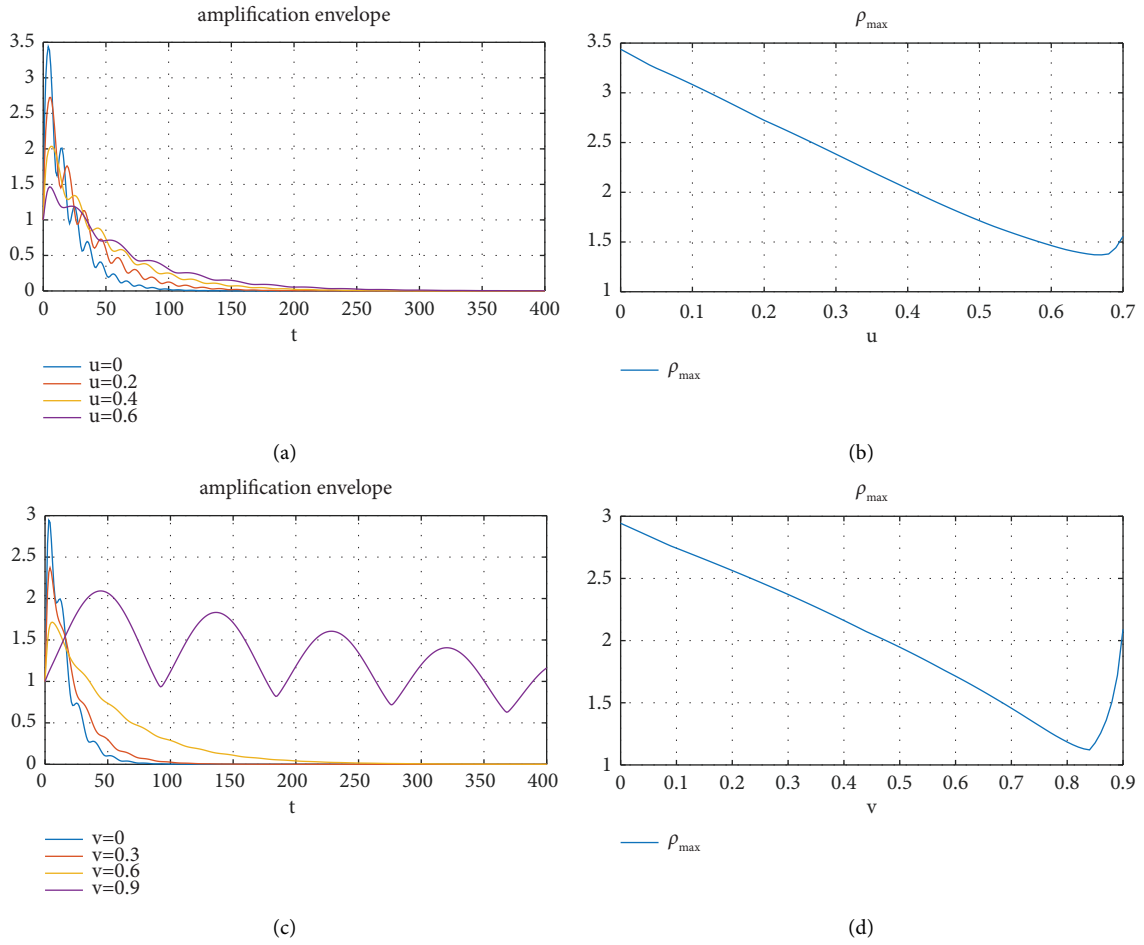 amplification envelope
3.5
3
2.5
2
1.5
1
0.5
0
0 50 100 150 200 250 300 350 400
t
u=0
u=0.2
u=0.4
u=0.6
(a)
ρmax
3.5
3
2.5
2
1.5
1
0 0.1 0.2 0.3 0.4 0.5 0.6 0.7
u
ρmax
(b)
amplification envelope
3
2.5
2
1.5
1
0.5
0
0 50 100 150 200 250 300 350 400
t
v=0
v=0.3
v=0.6
v=0.9
(c)
ρmax
3
2.5
2
1.5
1
0 0.1 0.2 0.3 0.4 0.5 0.6 0.7 0.8 0.9
v
ρmax
(d)